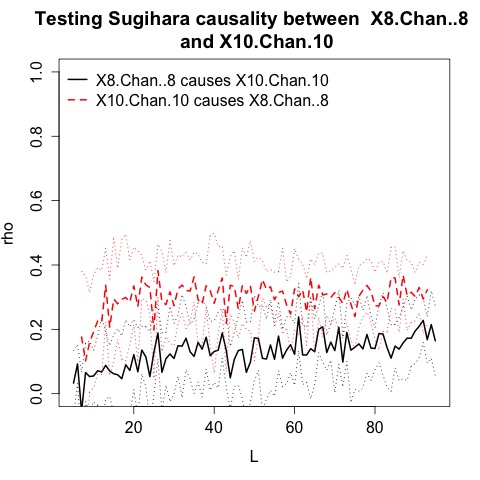 Testing Sugihara causality between  X8.Chan..8
and X10.Chan.10
X8.Chan..8 causes X10.Chan.10
X10.Chan.10 causes X8.Chan..8
rho
1.0
0.8
0.6
0.4
0.2
0.0
20 40 60 80
L